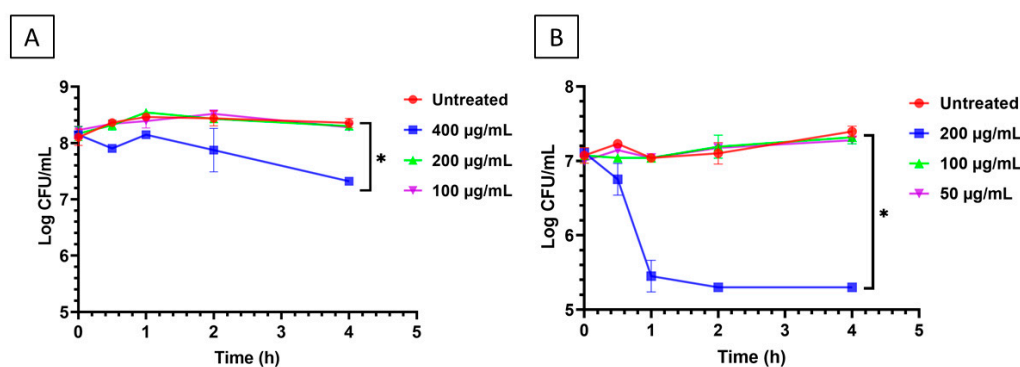 A
9
8
7
6
5
Log CFU/mL
0
1
2
3
4
5
Time (h)
Untreated
400 µg/mL
200 µg/mL
100 µg/mL
*
B
8
7
6
5
Log CFU/mL
0
1
2
3
4
5
Time (h)
Untreated
200 µg/mL
100 µg/mL
50 µg/mL
*